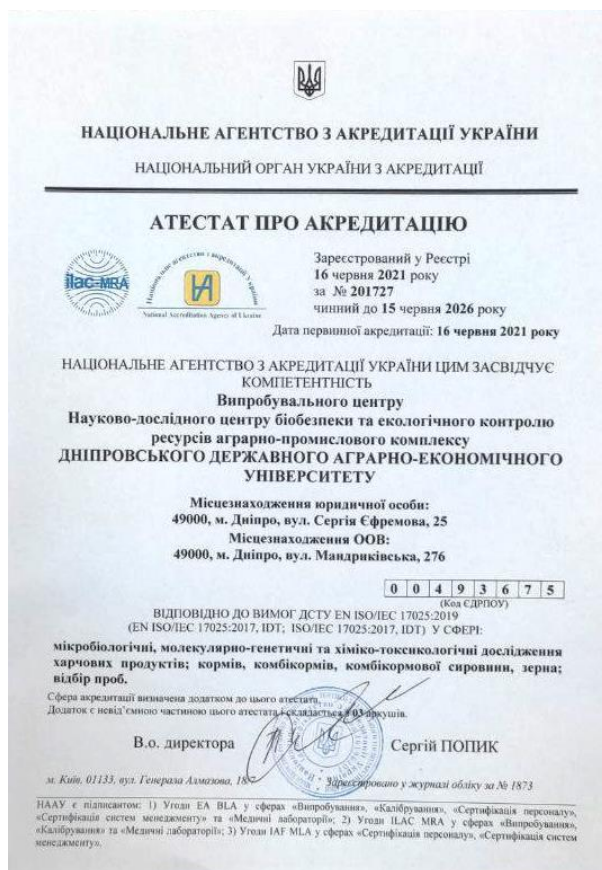 НАЦІОНАЛЬНЕ АГЕНТСТВО З АКРЕДИТАЦІЇ УКРАЇНИ
НАЦІОНАЛЬНИЙ ОРГАН УКРАЇНИ З АКРЕДИТАЦІЇ
АТЕСТАТ ПРО АКРЕДИТАЦІЮ
ilac-MRA
Національне агентство з акредитації України
National Accreditation Agency of Ukraine
Зареєстрований у Реєстрі
16 червня 2021 року
за № 201727
чинний до 15 червня 2026 року
Дата первинної акредитації: 16 червня 2021 року
НАЦІОНАЛЬНЕ АГЕНТСТВО З АКРЕДИТАЦІЇ УКРАЇНИ ЦИМ ЗАСВІДЧУЄ
КОМПЕТЕНТНІСТЬ
Випробувального центру
Науково-дослідного центру біобезпеки та екологічного контролю
ресурсів аграрно-промислового комплексу
ДНІПРОВСЬКОГО ДЕРЖАВНОГО АГРАРНО-ЕКОНОМІЧНОГО
УНІВЕРСИТЕТУ
Місцезнаходження юридичної особи:
49000, м. Дніпро, вул. Сергія Єфремова, 25
Місцезнаходження ООВ:
49000, м. Дніпро, вул. Мандриківська, 276
0 0 4 9 3 6 7 5
(Код ЄДРПОУ)
ВІДПОВІДНО ДО ВИМОГ ДСТУ EN ISO/IEC 17025:2019
(EN ISO/IEC 17025:2017, IDT; ISO/IEC 17025:2017, IDT) У СФЕРІ:
мікробіологічні, молекулярно-генетичні та хіміко-токсикологічні дослідження
харчових продуктів; кормів, комбікормів, комбікормової сировини, зерна;
відбір проб.
Сфера акредитації визначена додатком до цього атестата.
Додаток є невід’ємною частиною цього атестата і складається з 03 аркушів.
В.о. директора Сергій ПОПИК
м. Київ, 01133, вул. Генерала Алмазова, 18/7 Зареєстровано у журналі обліку за № 1873
НААУ є підписантом: 1) Угоди EA BLA у сферах «Випробування», «Калібрування», «Сертифікація персоналу»,
«Сертифікація систем менеджменту» та «Медичні лабораторії»; 2) Угоди ILAC MRA у сферах «Випробування»,
«Калібрування» та «Медичні лабораторії»; 3) Угоди IAF MLA у сферах «Сертифікація персоналу», «Сертифікація систем
менеджменту».